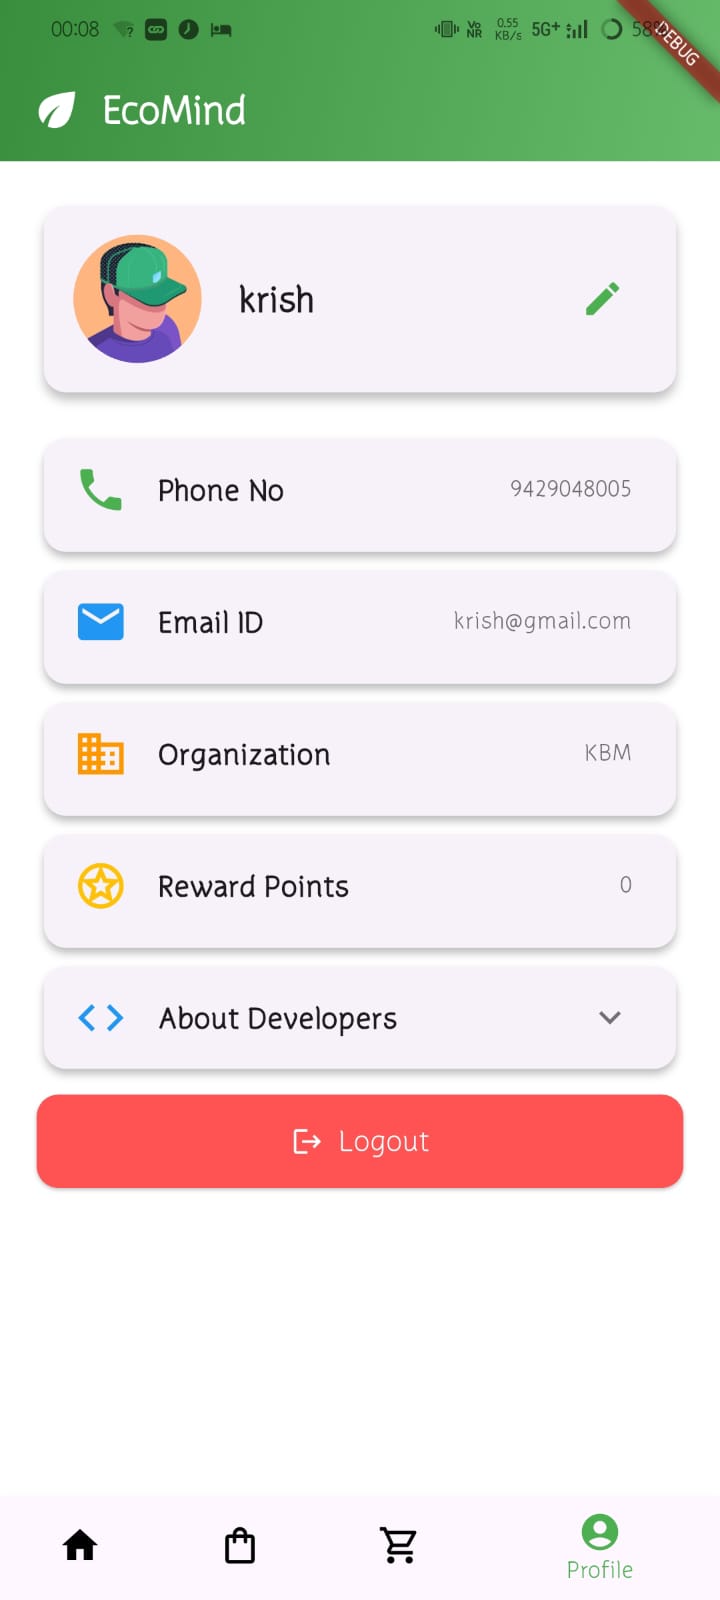 00:08
Vo NR
0.55 KB/s
5G+
58%
DEBUG
EcoMind
krish
Phone No 9429048005
Email ID krish@gmail.com
Organization KBM
Reward Points 0
About Developers
Logout
Profile